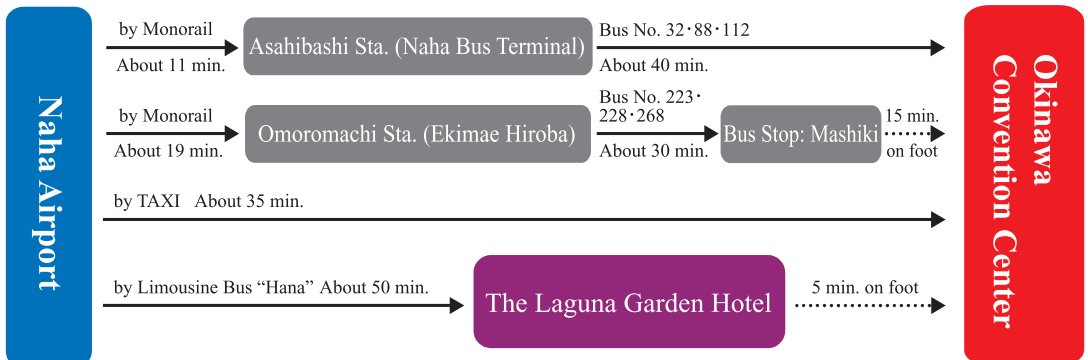 Naha Airport
by Monorail
About 11 min.
Asahibashi Sta. (Naha Bus Terminal)
Bus No. 32･88･112
About 40 min.
by Monorail
About 19 min.
Omoromachi Sta. (Ekimae Hiroba)
Bus No. 223･
228･268
About 30 min.
Bus Stop: Mashiki
15 min.
on foot
by TAXI About 35 min.
by Limousine Bus “Hana” About 50 min.
The Laguna Garden Hotel
5 min. on foot
Okinawa
Convention Center